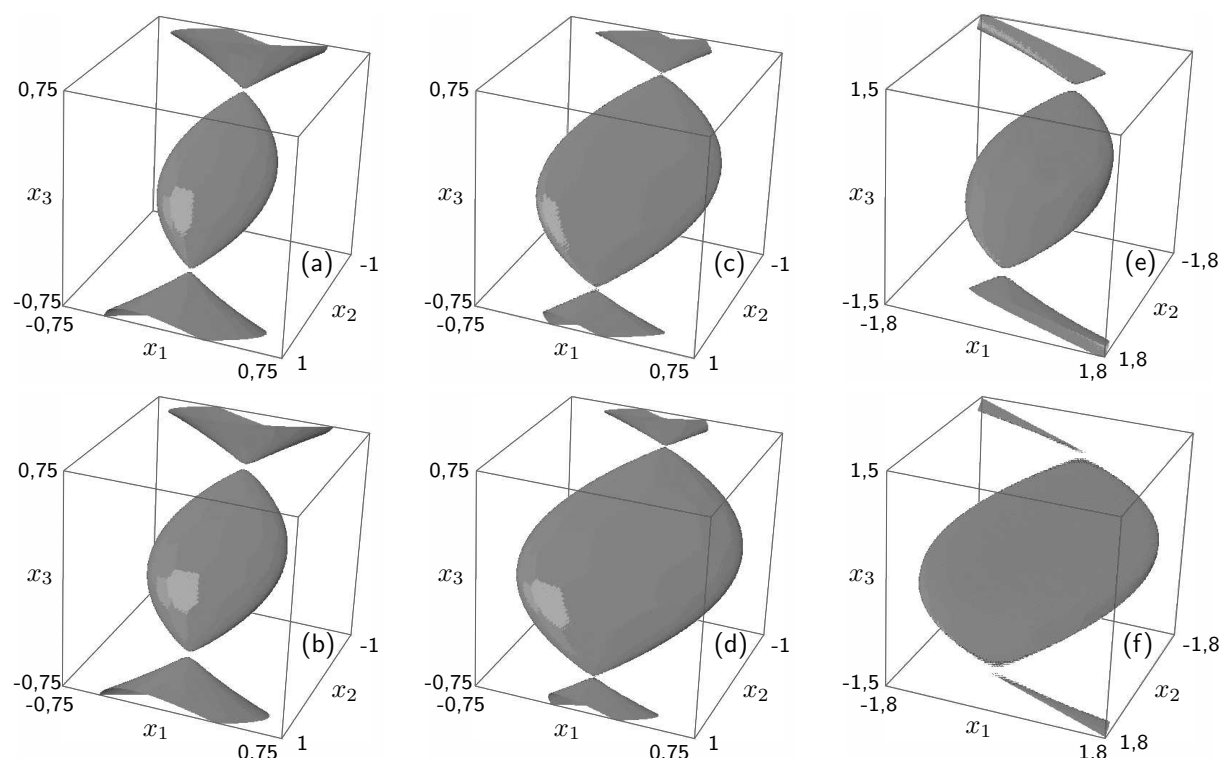 0,75
x₃
-0,75
-0,75
x₁
0,75
1
x₂
-1
(a)
0,75
x₃
-0,75
-0,75
x₁
0,75
1
x₂
-1
(c)
1,5
x₃
-1,5
-1,8
x₁
1,8
1,8
x₂
-1,8
(e)
0,75
x₃
-0,75
-0,75
x₁
0,75
1
x₂
-1
(b)
0,75
x₃
-0,75
-0,75
x₁
0,75
1
x₂
-1
(d)
1,5
x₃
-1,5
-1,8
x₁
1,8
1,8
x₂
-1,8
(f)